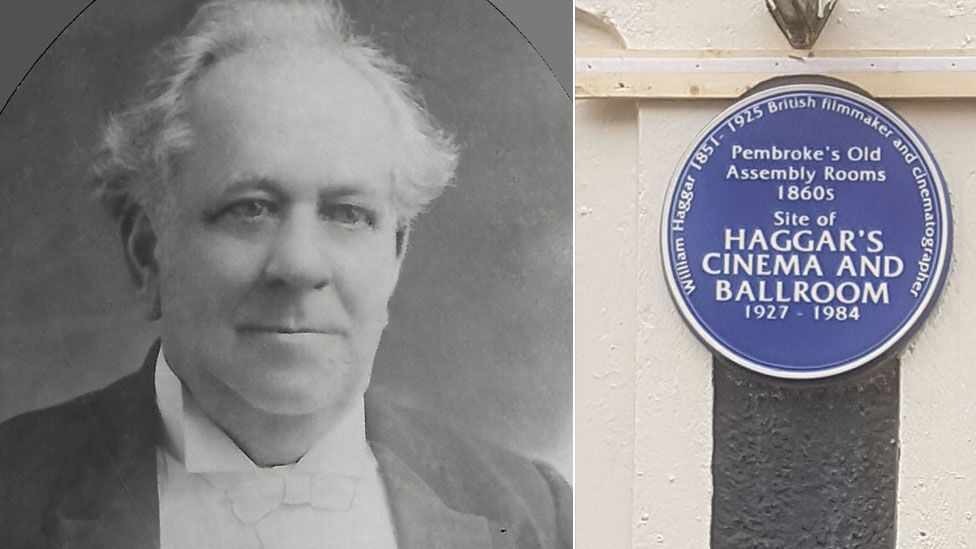 William Haggar 1851-1925 British filmmaker and cinematographer
Pembroke's Old
Assembly Rooms
1860s
Site of
HAGGAR'S
CINEMA AND
BALLROOM
1927 - 1984